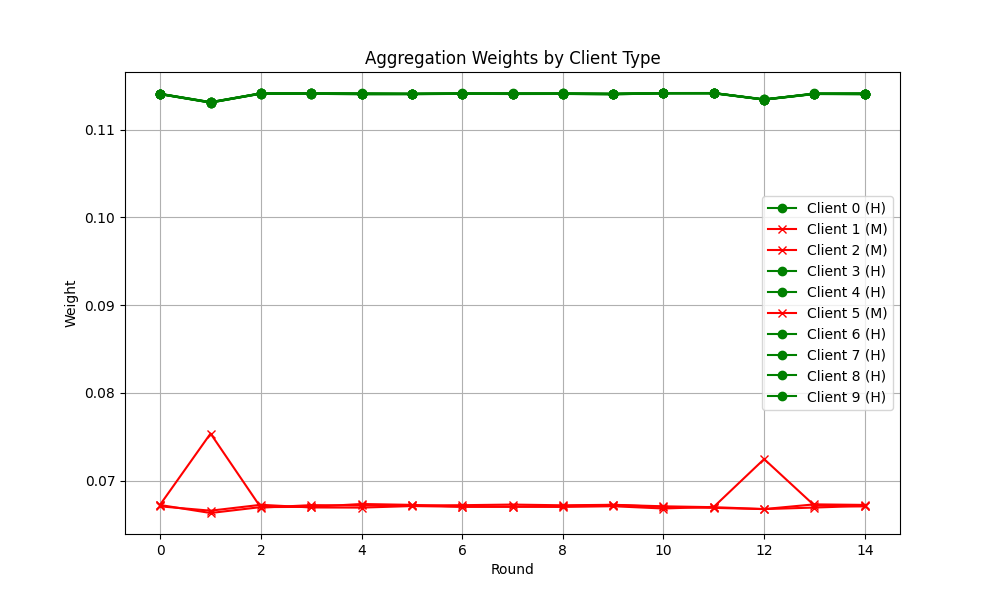 Aggregation Weights by Client Type
Weight
0.11
0.10
0.09
0.08
0.07
Client 0 (H)
Client 1 (M)
Client 2 (M)
Client 3 (H)
Client 4 (H)
Client 5 (M)
Client 6 (H)
Client 7 (H)
Client 8 (H)
Client 9 (H)
0 2 4 6 8 10 12 14
Round